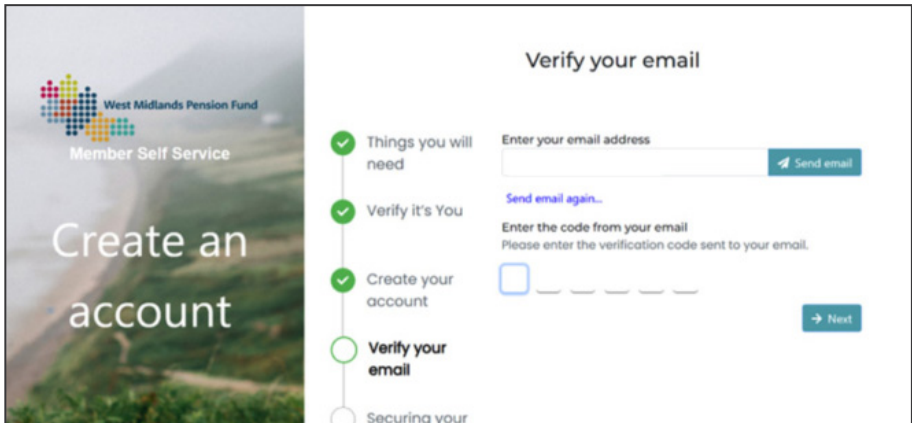 West Midlands Pension Fund
Member Self Service
Create an
account
Things you will
need
Verify it's You
Create your
account
Verify your
email
Securing your
Verify your email
Enter your email address
Send email
Send email again...
Enter the code from your email
Please enter the verification code sent to your email.
Next